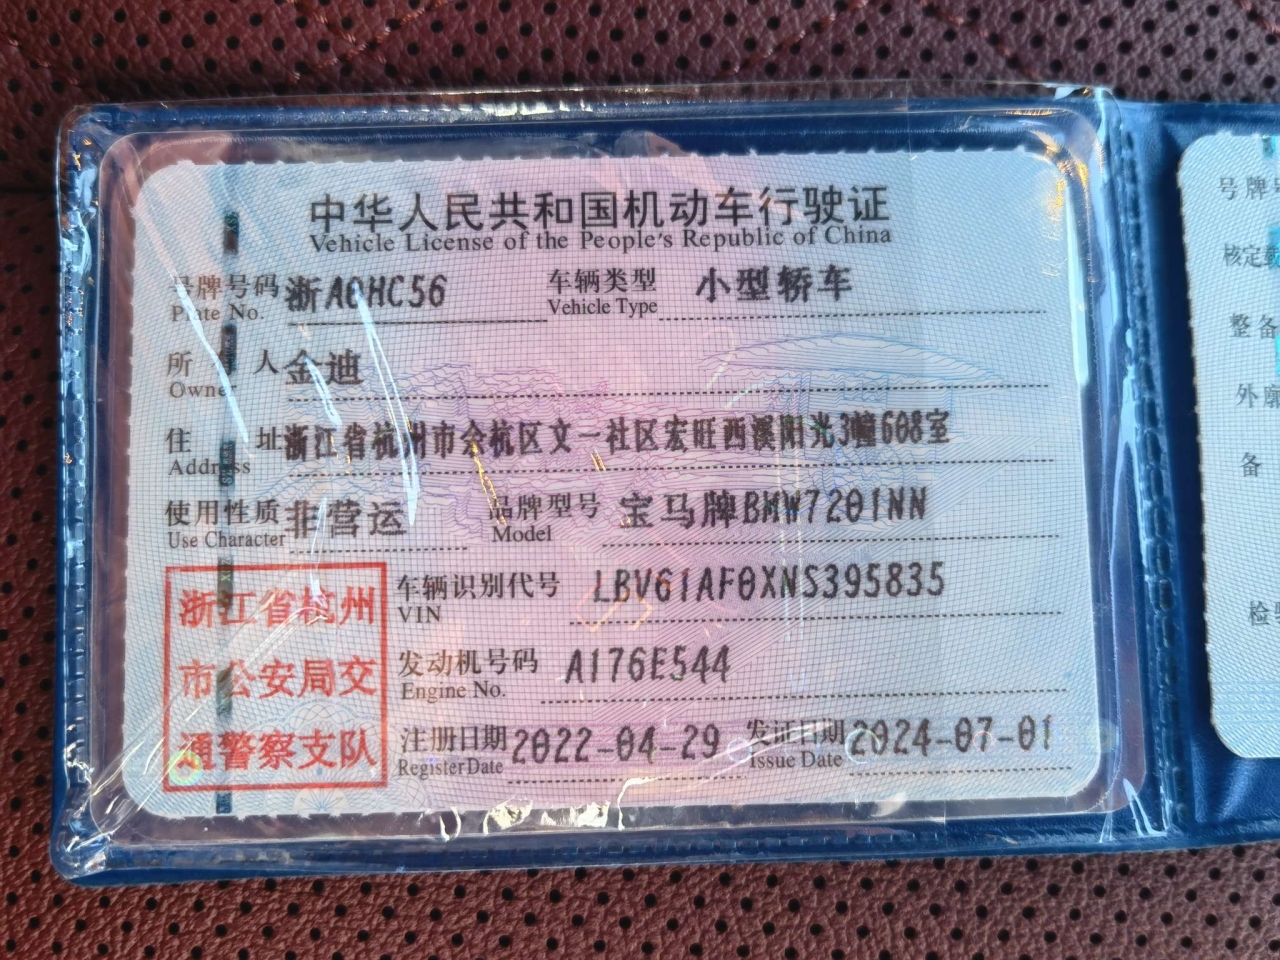 中华人民共和国机动车行驶证
Vehicle License of the People's Republic of China
号牌号码 浙A0HC56 车辆类型 小型轿车
Plate No. Vehicle Type
所 人 金迪
Owner
住 址 浙江省杭州市余杭区文一社区宏旺西溪阳光3幢608室
Address
使用性质 非营运 品牌型号 宝马牌BMW7201NN
Use Character Model
浙江省杭州
市公安局交
通警察支队
车辆识别代号 LBV61AF0XNS395835
VIN
发动机号码 A176E544
Engine No.
注册日期 2022-04-29 发证日期 2024-07-01
Register Date Issue Date
号牌号
核定载
整备
外廓
备
检